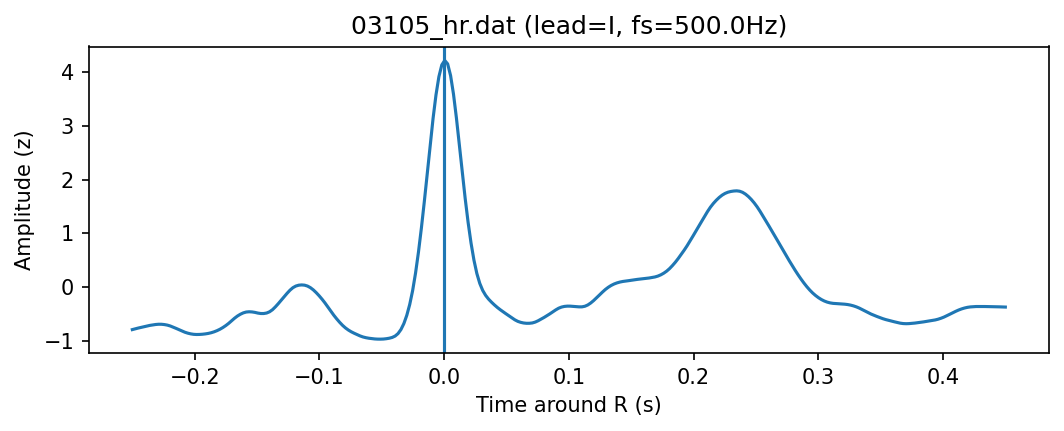 03105_hr.dat (lead=I, fs=500.0Hz)
Amplitude (z)
4
3
2
1
0
−1
−0.2 −0.1 0.0 0.1 0.2 0.3 0.4
Time around R (s)